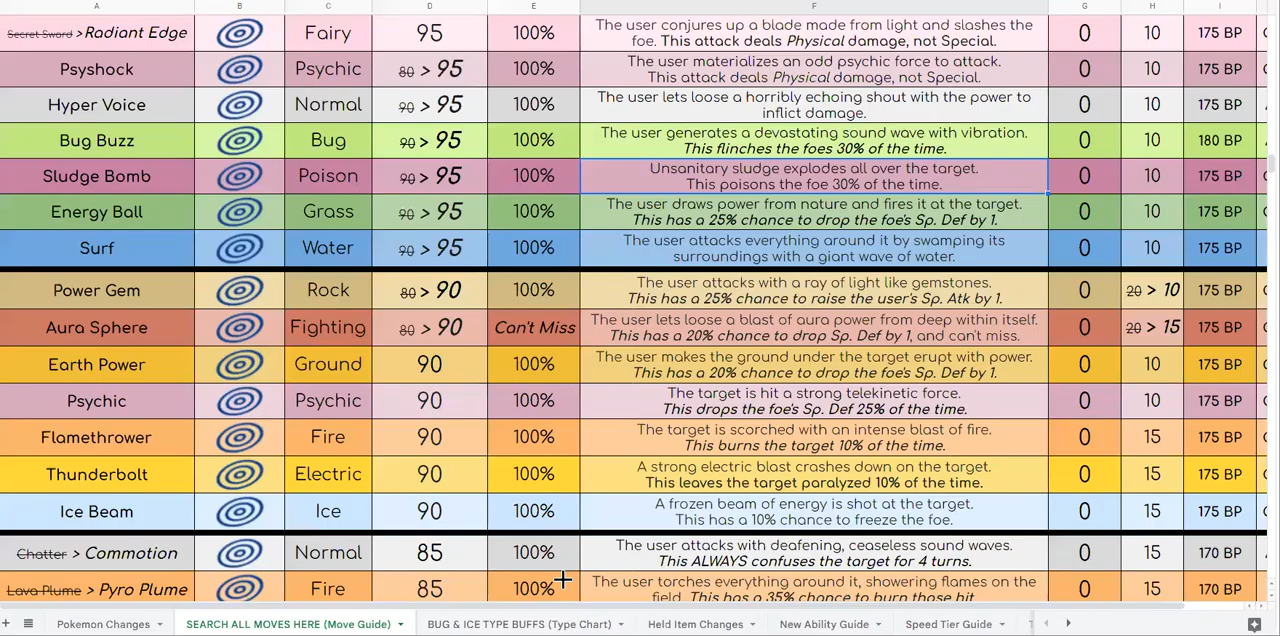 A B C D E F G H I
Secret Sword > Radiant Edge Fairy 95 100% The user conjures up a blade made from light and slashes the foe. This attack deals Physical damage, not Special. 0 10 175 BP
Psyshock Psychic 80 > 95 100% The user materializes an odd psychic force to attack. This attack deals Physical damage, not Special. 0 10 175 BP
Hyper Voice Normal 90 > 95 100% The user lets loose a horribly echoing shout with the power to inflict damage. 0 10 175 BP
Bug Buzz Bug 90 > 95 100% The user generates a devastating sound wave with vibration. This flinches the foes 30% of the time. 0 10 180 BP
Sludge Bomb Poison 90 > 95 100% Unsanitary sludge explodes all over the target. This poisons the foe 30% of the time. 0 10 175 BP
Energy Ball Grass 90 > 95 100% The user draws power from nature and fires it at the target. This has a 25% chance to drop the foe's Sp. Def by 1. 0 10 175 BP
Surf Water 90 > 95 100% The user attacks everything around it by swamping its surroundings with a giant wave of water. 0 10 175 BP
Power Gem Rock 80 > 90 100% The user attacks with a ray of light like gemstones. This has a 25% chance to raise the user's Sp. Atk by 1. 0 20 > 10 175 BP
Aura Sphere Fighting 80 > 90 Can't Miss The user lets loose a blast of aura power from deep within itself. This has a 20% chance to drop Sp. Def by 1, and can't miss. 0 20 > 15 175 BP
Earth Power Ground 90 100% The user makes the ground under the target erupt with power. This has a 20% chance to drop the foe's Sp. Def by 1. 0 10 175 BP
Psychic Psychic 90 100% The target is hit a strong telekinetic force. This drops the foe's Sp. Def 25% of the time. 0 10 175 BP
Flamethrower Fire 90 100% The target is scorched with an intense blast of fire. This burns the target 10% of the time. 0 15 175 BP
Thunderbolt Electric 90 100% A strong electric blast crashes down on the target. This leaves the target paralyzed 10% of the time. 0 15 175 BP
Ice Beam Ice 90 100% A frozen beam of energy is shot at the target. This has a 10% chance to freeze the foe. 0 15 175 BP
Chatter > Commotion Normal 85 100% The user attacks with deafening, ceaseless sound waves. This ALWAYS confuses the target for 4 turns. 0 15 170 BP
Lava Plume > Pyro Plume Fire 85 100% The user torches everything around it, showering flames on the field. This has a 35% chance to burn those hit. 0 15 170 BP
Pokemon Changes SEARCH ALL MOVES HERE (Move Guide) BUG & ICE TYPE BUFFS (Type Chart) Held Item Changes New Ability Guide Speed Tier Guide